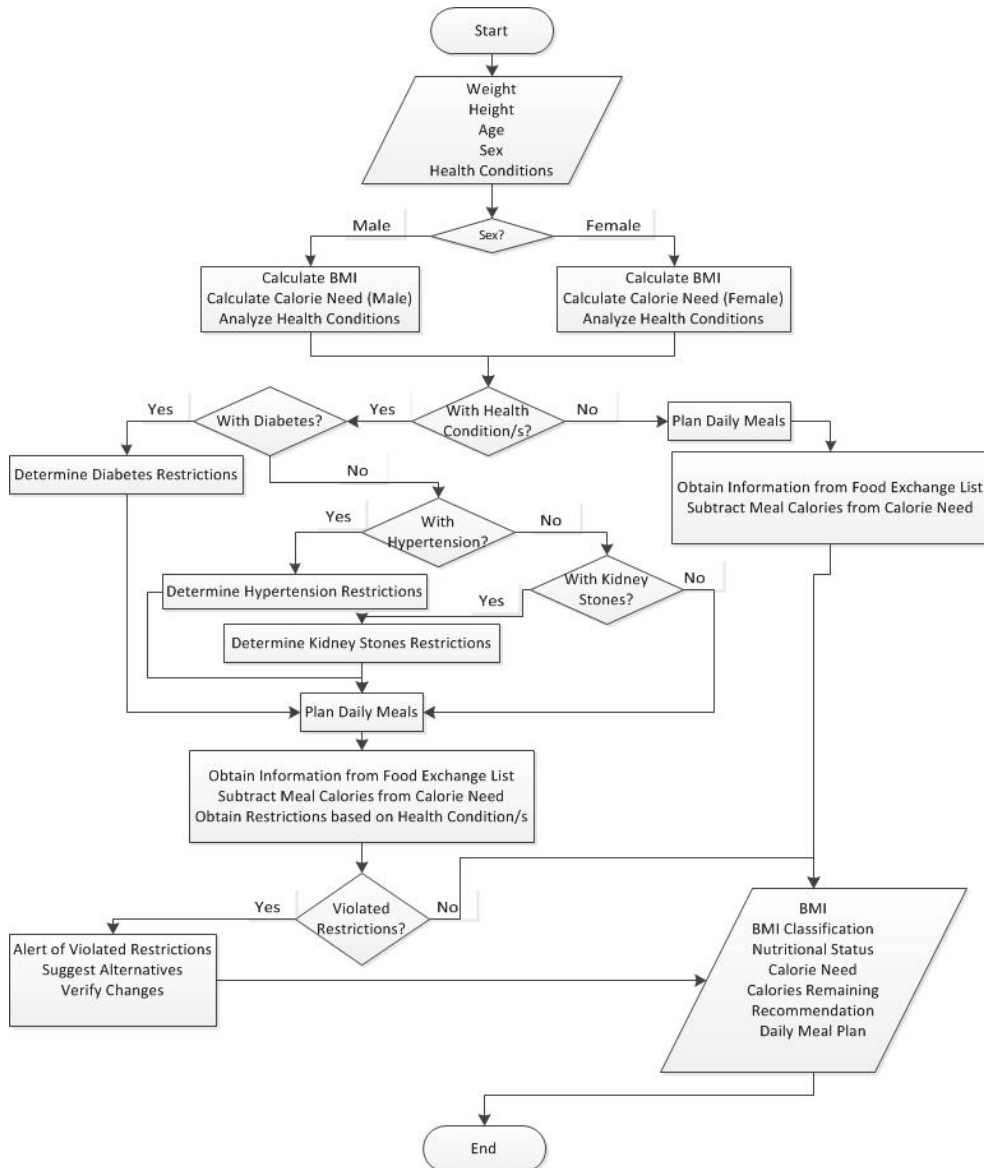 Start
Weight
Height
Age
Sex
Health Conditions
Male
Sex?
Female
Calculate BMI
Calculate Calorie Need (Male)
Analyze Health Conditions
Calculate BMI
Calculate Calorie Need (Female)
Analyze Health Conditions
Yes
With Diabetes?
Yes
With Health
Condition/s?
No
Plan Daily Meals
Determine Diabetes Restrictions
No
Obtain Information from Food Exchange List
Subtract Meal Calories from Calorie Need
Yes
With
Hypertension?
No
Determine Hypertension Restrictions
Yes
With Kidney
Stones?
No
Determine Kidney Stones Restrictions
Plan Daily Meals
Obtain Information from Food Exchange List
Subtract Meal Calories from Calorie Need
Obtain Restrictions based on Health Condition/s
Yes
Violated
Restrictions?
No
Alert of Violated Restrictions
Suggest Alternatives
Verify Changes
BMI
BMI Classification
Nutritional Status
Calorie Need
Calories Remaining
Recommendation
Daily Meal Plan
End